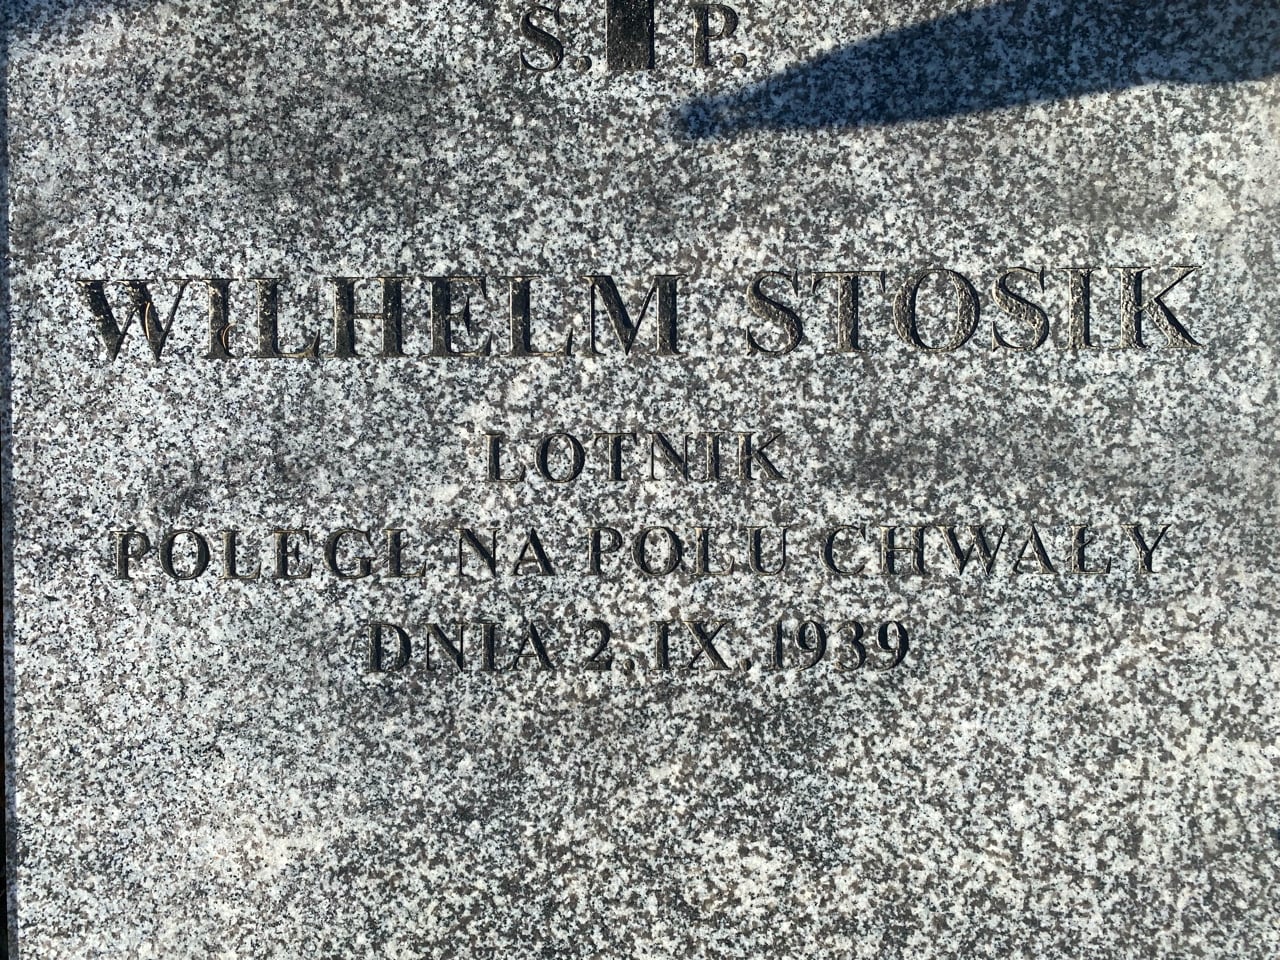 S. P.
WILHELM STOSIK
LOTNIK
POLEGŁ NA POLU CHWAŁY
DNIA 2.IX.1939